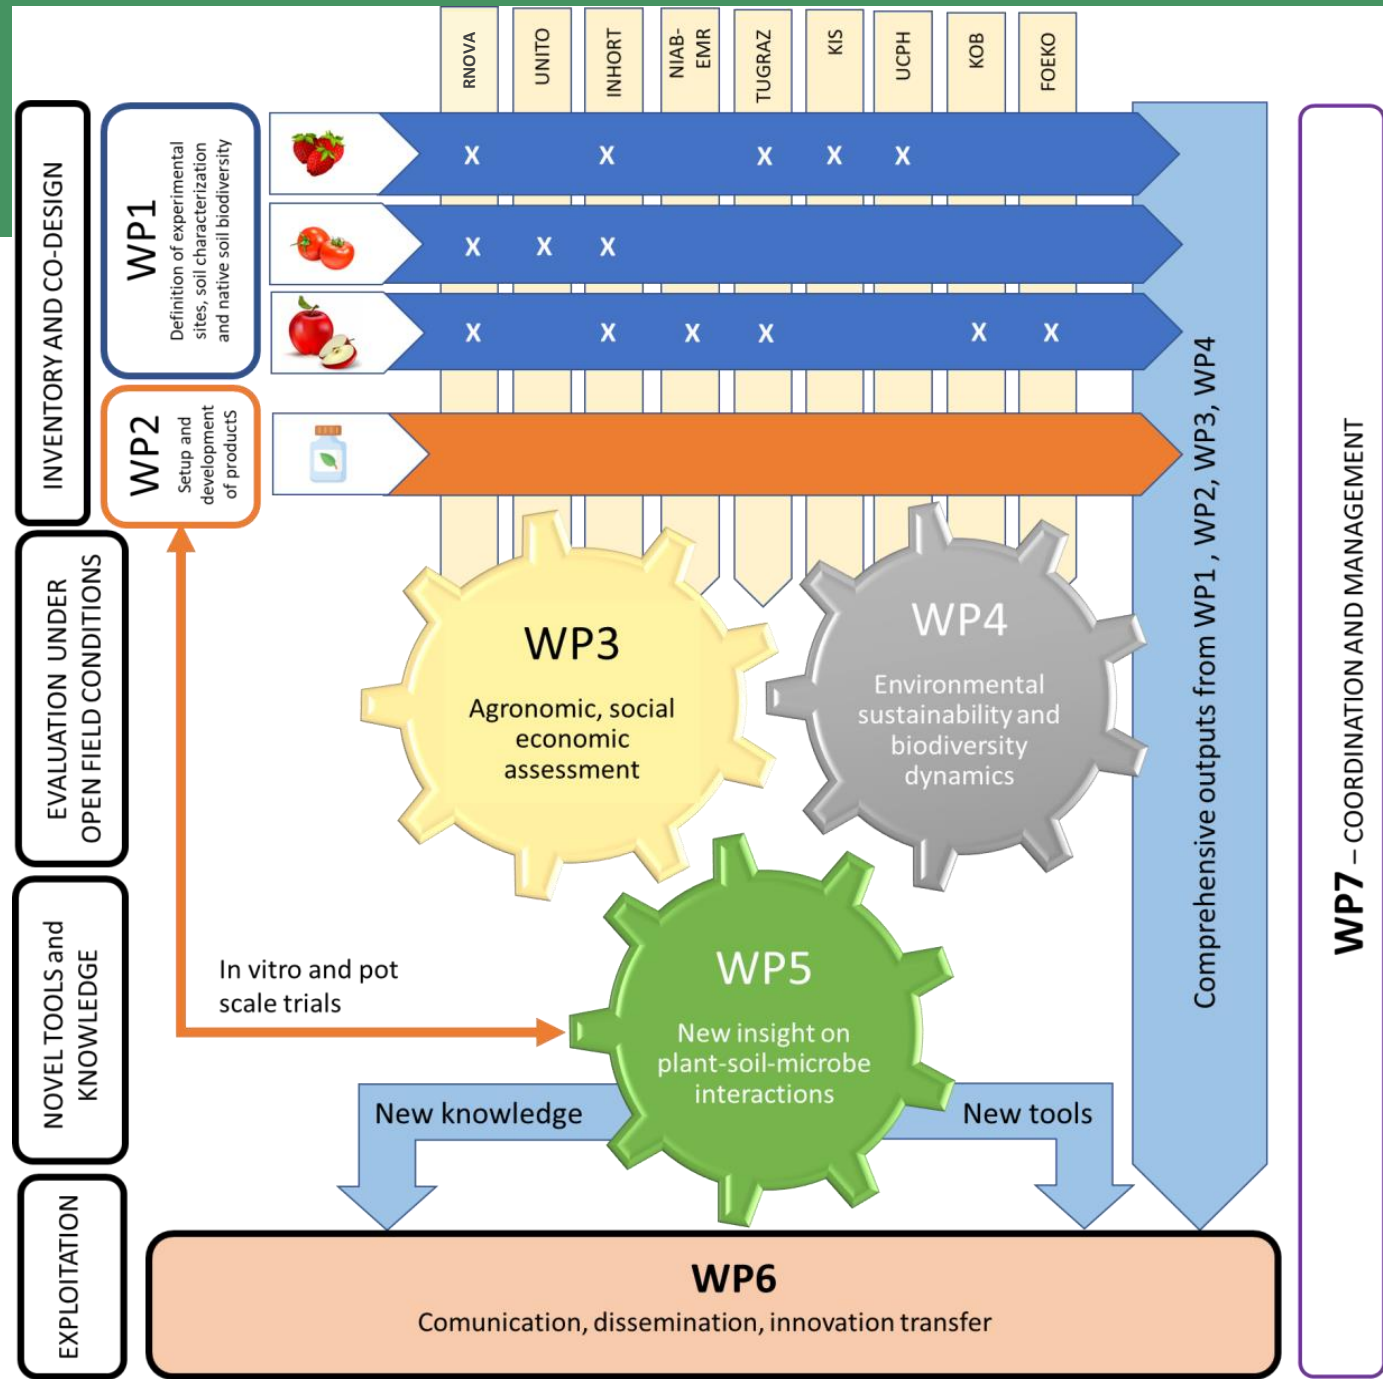 RNOVA
UNITO
INHORT
NIAB-
EMR
TUGRAZ
KIS
UCPH
KOB
FOEKO
INVENTORY AND CO-DESIGN
WP1
Definition of experimental
sites, soil characterization
and native soil biodiversity
X X X X X
X X X
X X X X X X
WP2
Setup and
development
of products
EVALUATION UNDER
OPEN FIELD CONDITIONS
WP3
Agronomic, social
economic
assessment
WP4
Environmental
sustainability and
biodiversity
dynamics
Comprehensive outputs from WP1 , WP2, WP3, WP4
WP7 – COORDINATION AND MANAGEMENT
NOVEL TOOLS and
KNOWLEDGE
In vitro and pot
scale trials
WP5
New insight on
plant-soil-microbe
interactions
New knowledge
New tools
EXPLOITATION
WP6
Comunication, dissemination, innovation transfer